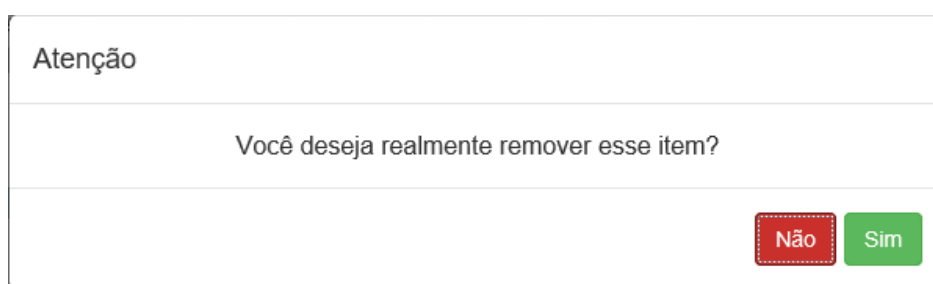 Atenção
Você deseja realmente remover esse item?
Não Sim